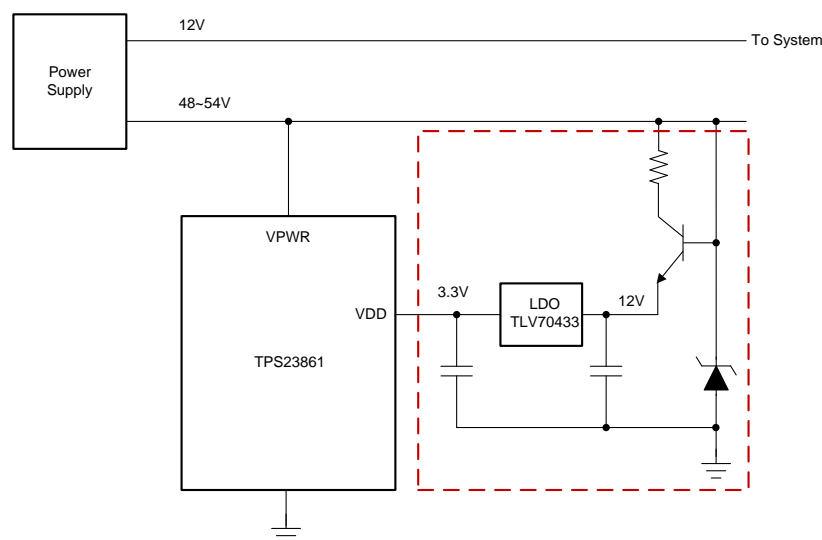 12V
To System
Power
Supply
48~54V
VPWR
3.3V
LDO
TLV70433
12V
VDD
TPS23861